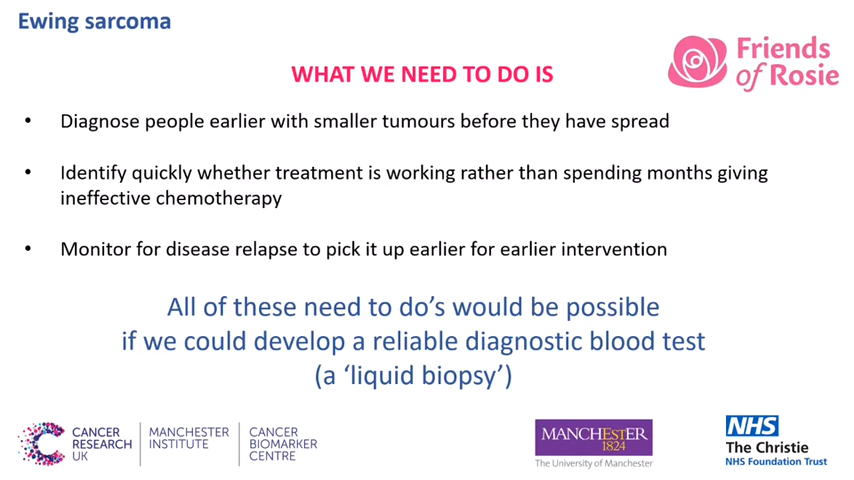 Ewing sarcoma
Friends
of Rosie
WHAT WE NEED TO DO IS
• Diagnose people earlier with smaller tumours before they have spread
• Identify quickly whether treatment is working rather than spending months giving
ineffective chemotherapy
• Monitor for disease relapse to pick it up earlier for earlier intervention
All of these need to do’s would be possible
if we could develop a reliable diagnostic blood test
(a ‘liquid biopsy’)
CANCER
RESEARCH
UK
MANCHESTER
INSTITUTE
CANCER
BIOMARKER
CENTRE
MANCHESTER
1824
The University of Manchester
NHS
The Christie
NHS Foundation Trust